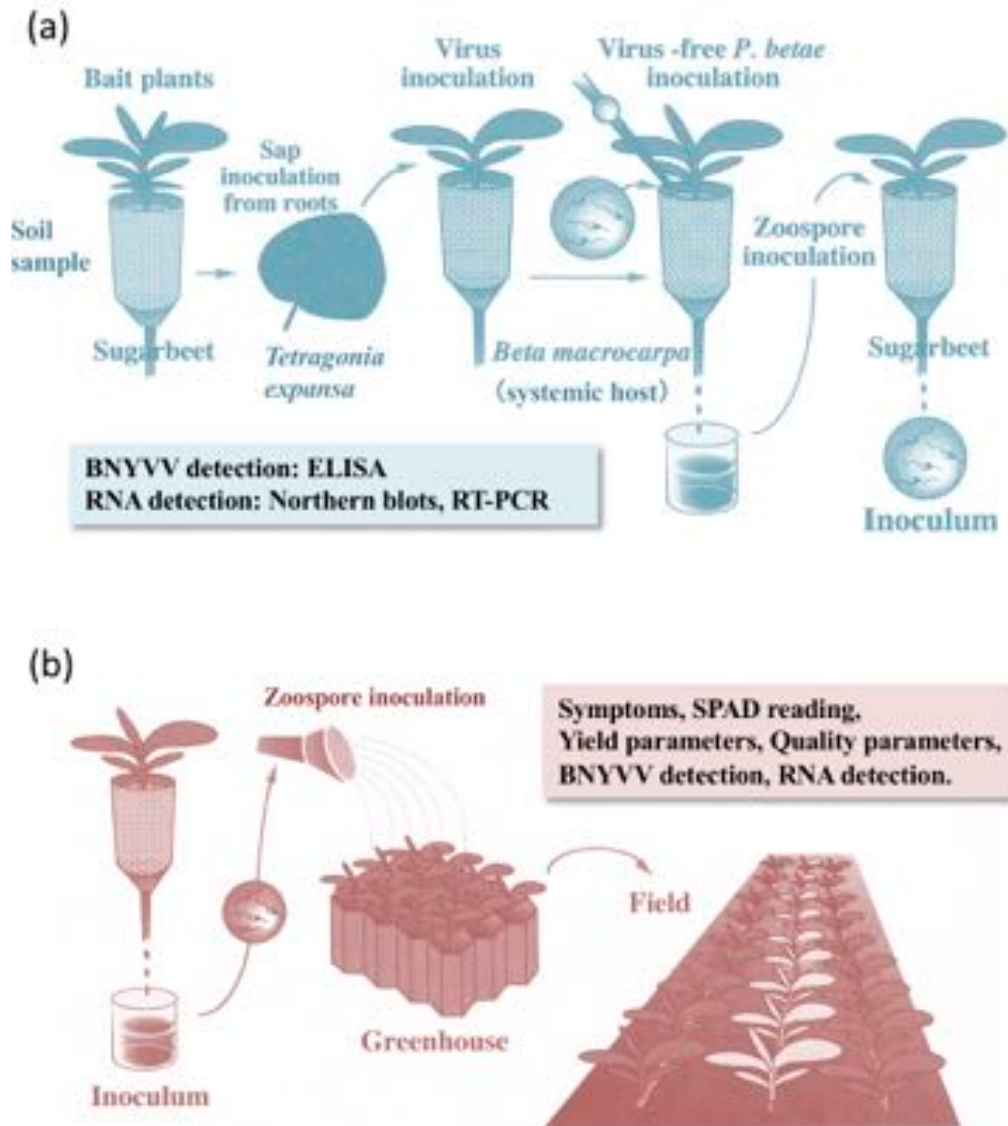 (a)
Bait plants
Soil
sample
Sugarbeet
Sap
inoculation
from roots
Tetragonia
expansa
Virus
inoculation
Virus -free P. betae
inoculation
Beta macrocarpa
(systemic host)
Zoospore
inoculation
Sugarbeet
Inoculum
BNYVV detection: ELISA
RNA detection: Northern blots, RT-PCR
(b)
Zoospore inoculation
Symptoms, SPAD reading,
Yield parameters, Quality parameters,
BNYVV detection, RNA detection.
Field
Greenhouse
Inoculum